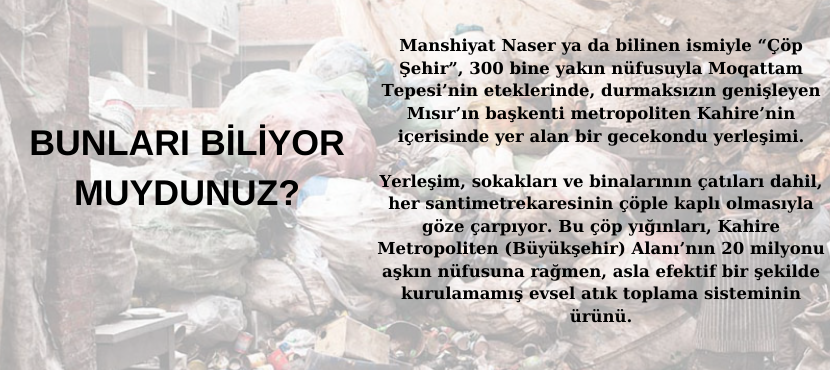 BUNLARI BİLİYOR
MUYDUNUZ?
Manshiyat Naser ya da bilinen ismiyle “Çöp
Şehir”, 300 bine yakın nüfusuyla Moqattam
Tepesi’nin eteklerinde, durmaksızın genişleyen
Mısır’ın başkenti metropoliten Kahire’nin
içerisinde yer alan bir gecekondu yerleşimi.
Yerleşim, sokakları ve binalarının çatıları dahil,
her santimetrekaresinin çöple kaplı olmasıyla
göze çarpıyor. Bu çöp yığınları, Kahire
Metropoliten (Büyükşehir) Alanı’nın 20 milyonu
aşkın nüfusuna rağmen, asla efektif bir şekilde
kurulamamış evsel atık toplama sisteminin
ürünü.